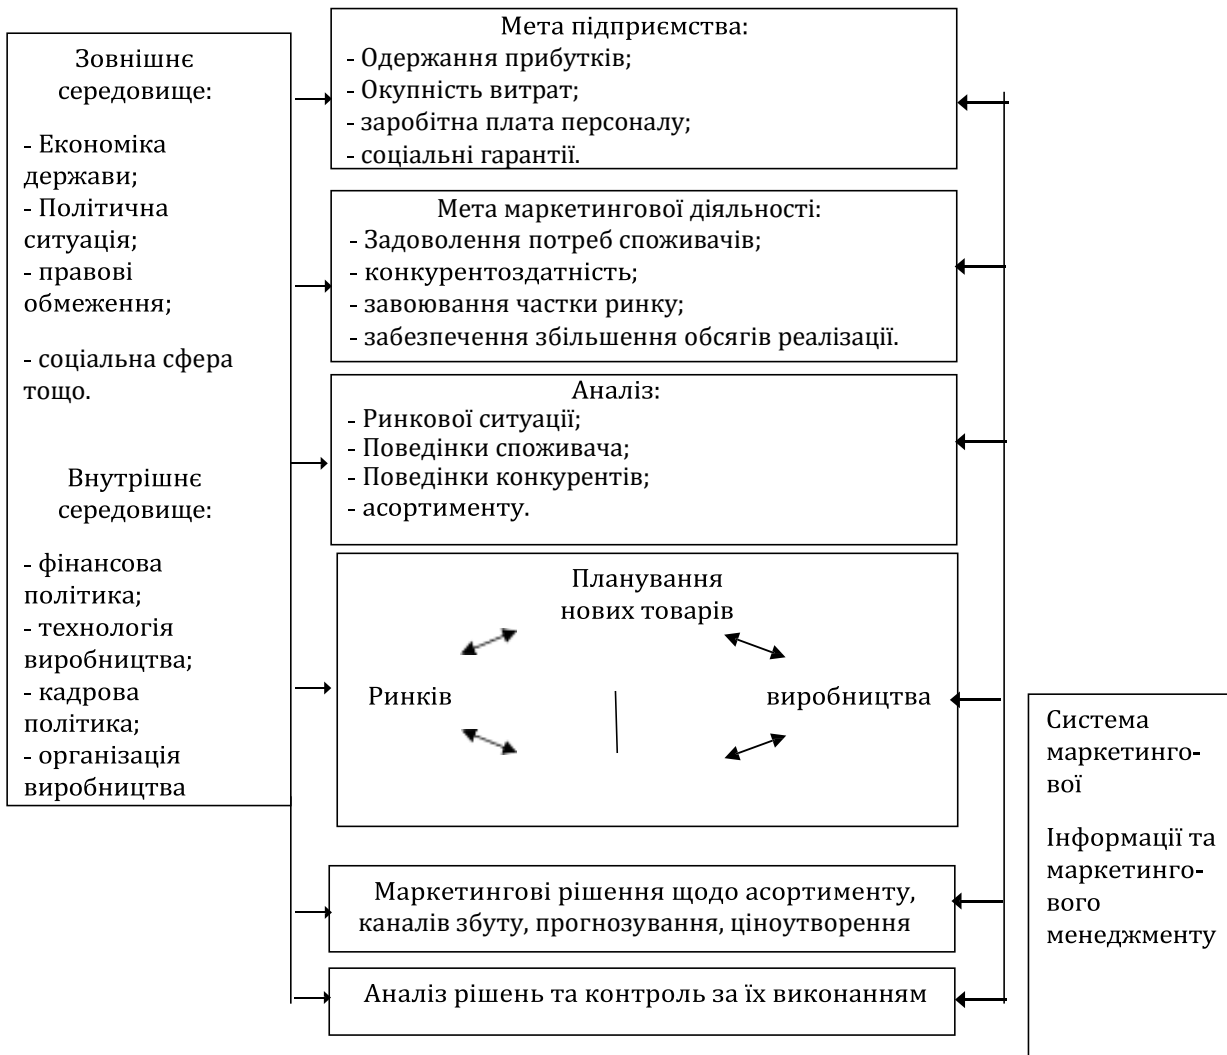 Зовнішнє
середовище:
- Економіка
держави;
- Політична
ситуація;
- правові
обмеження;
- соціальна сфера
тощо.
Внутрішнє
середовище:
- фінансова
політика;
- технологія
виробництва;
- кадрова
політика;
- організація
виробництва
Мета підприємства:
- Одержання прибутків;
- Окупність витрат;
- заробітна плата персоналу;
- соціальні гарантії.
Мета маркетингової діяльності:
- Задоволення потреб споживачів;
- конкурентоздатність;
- завоювання частки ринку;
- забезпечення збільшення обсягів реалізації.
Аналіз:
- Ринкової ситуації;
- Поведінки споживача;
- Поведінки конкурентів;
- асортименту.
Планування
нових товарів
Ринків
виробництва
Маркетингові рішення щодо асортименту,
каналів збуту, прогнозування, ціноутворення
Аналіз рішень та контроль за їх виконанням
Система
маркетинго-
вої
Інформації та
маркетинго-
вого
менеджменту